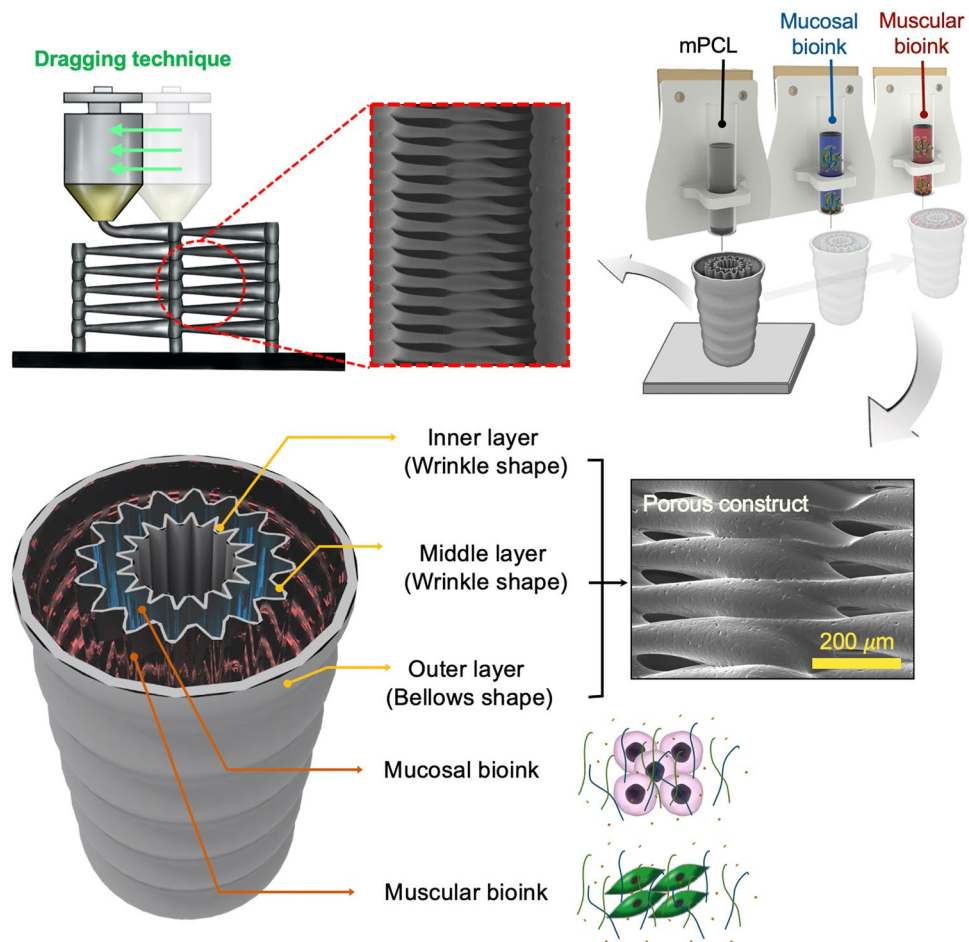 Dragging technique
mPCL
Mucosal
bioink
Muscular
bioink
Inner layer
(Wrinkle shape)
Middle layer
(Wrinkle shape)
Outer layer
(Bellows shape)
Porous construct
200 μm
Mucosal bioink
Muscular bioink